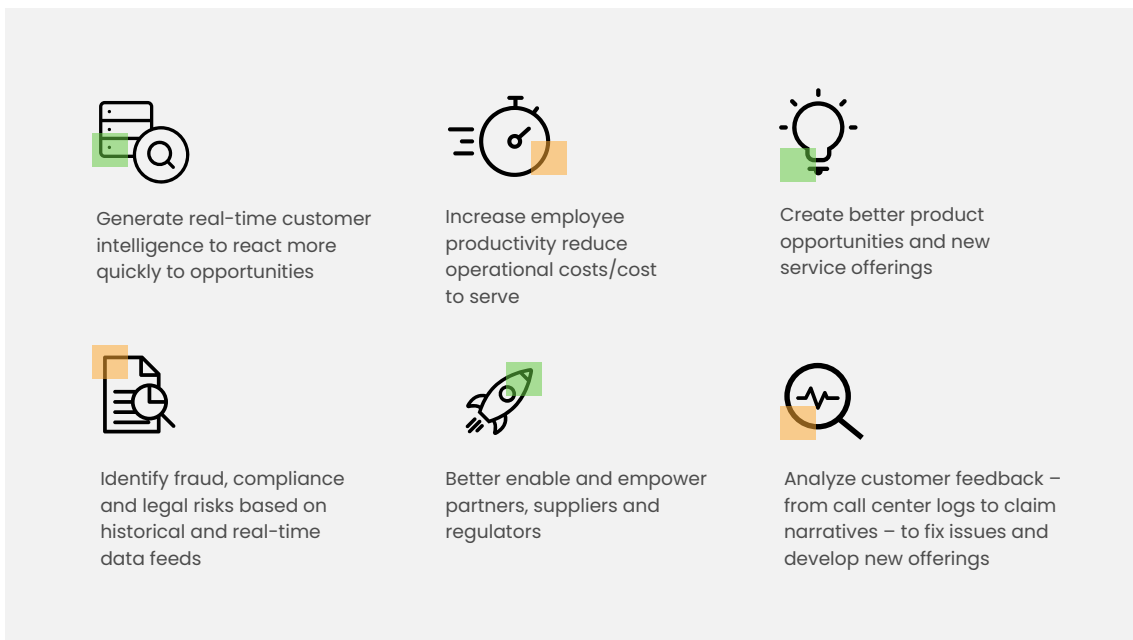 Generate real-time customer
intelligence to react more
quickly to opportunities
Increase employee
productivity reduce
operational costs/cost
to serve
Create better product
opportunities and new
service offerings
Identify fraud, compliance
and legal risks based on
historical and real-time
data feeds
Better enable and empower
partners, suppliers and
regulators
Analyze customer feedback –
from call center logs to claim
narratives – to fix issues and
develop new offerings